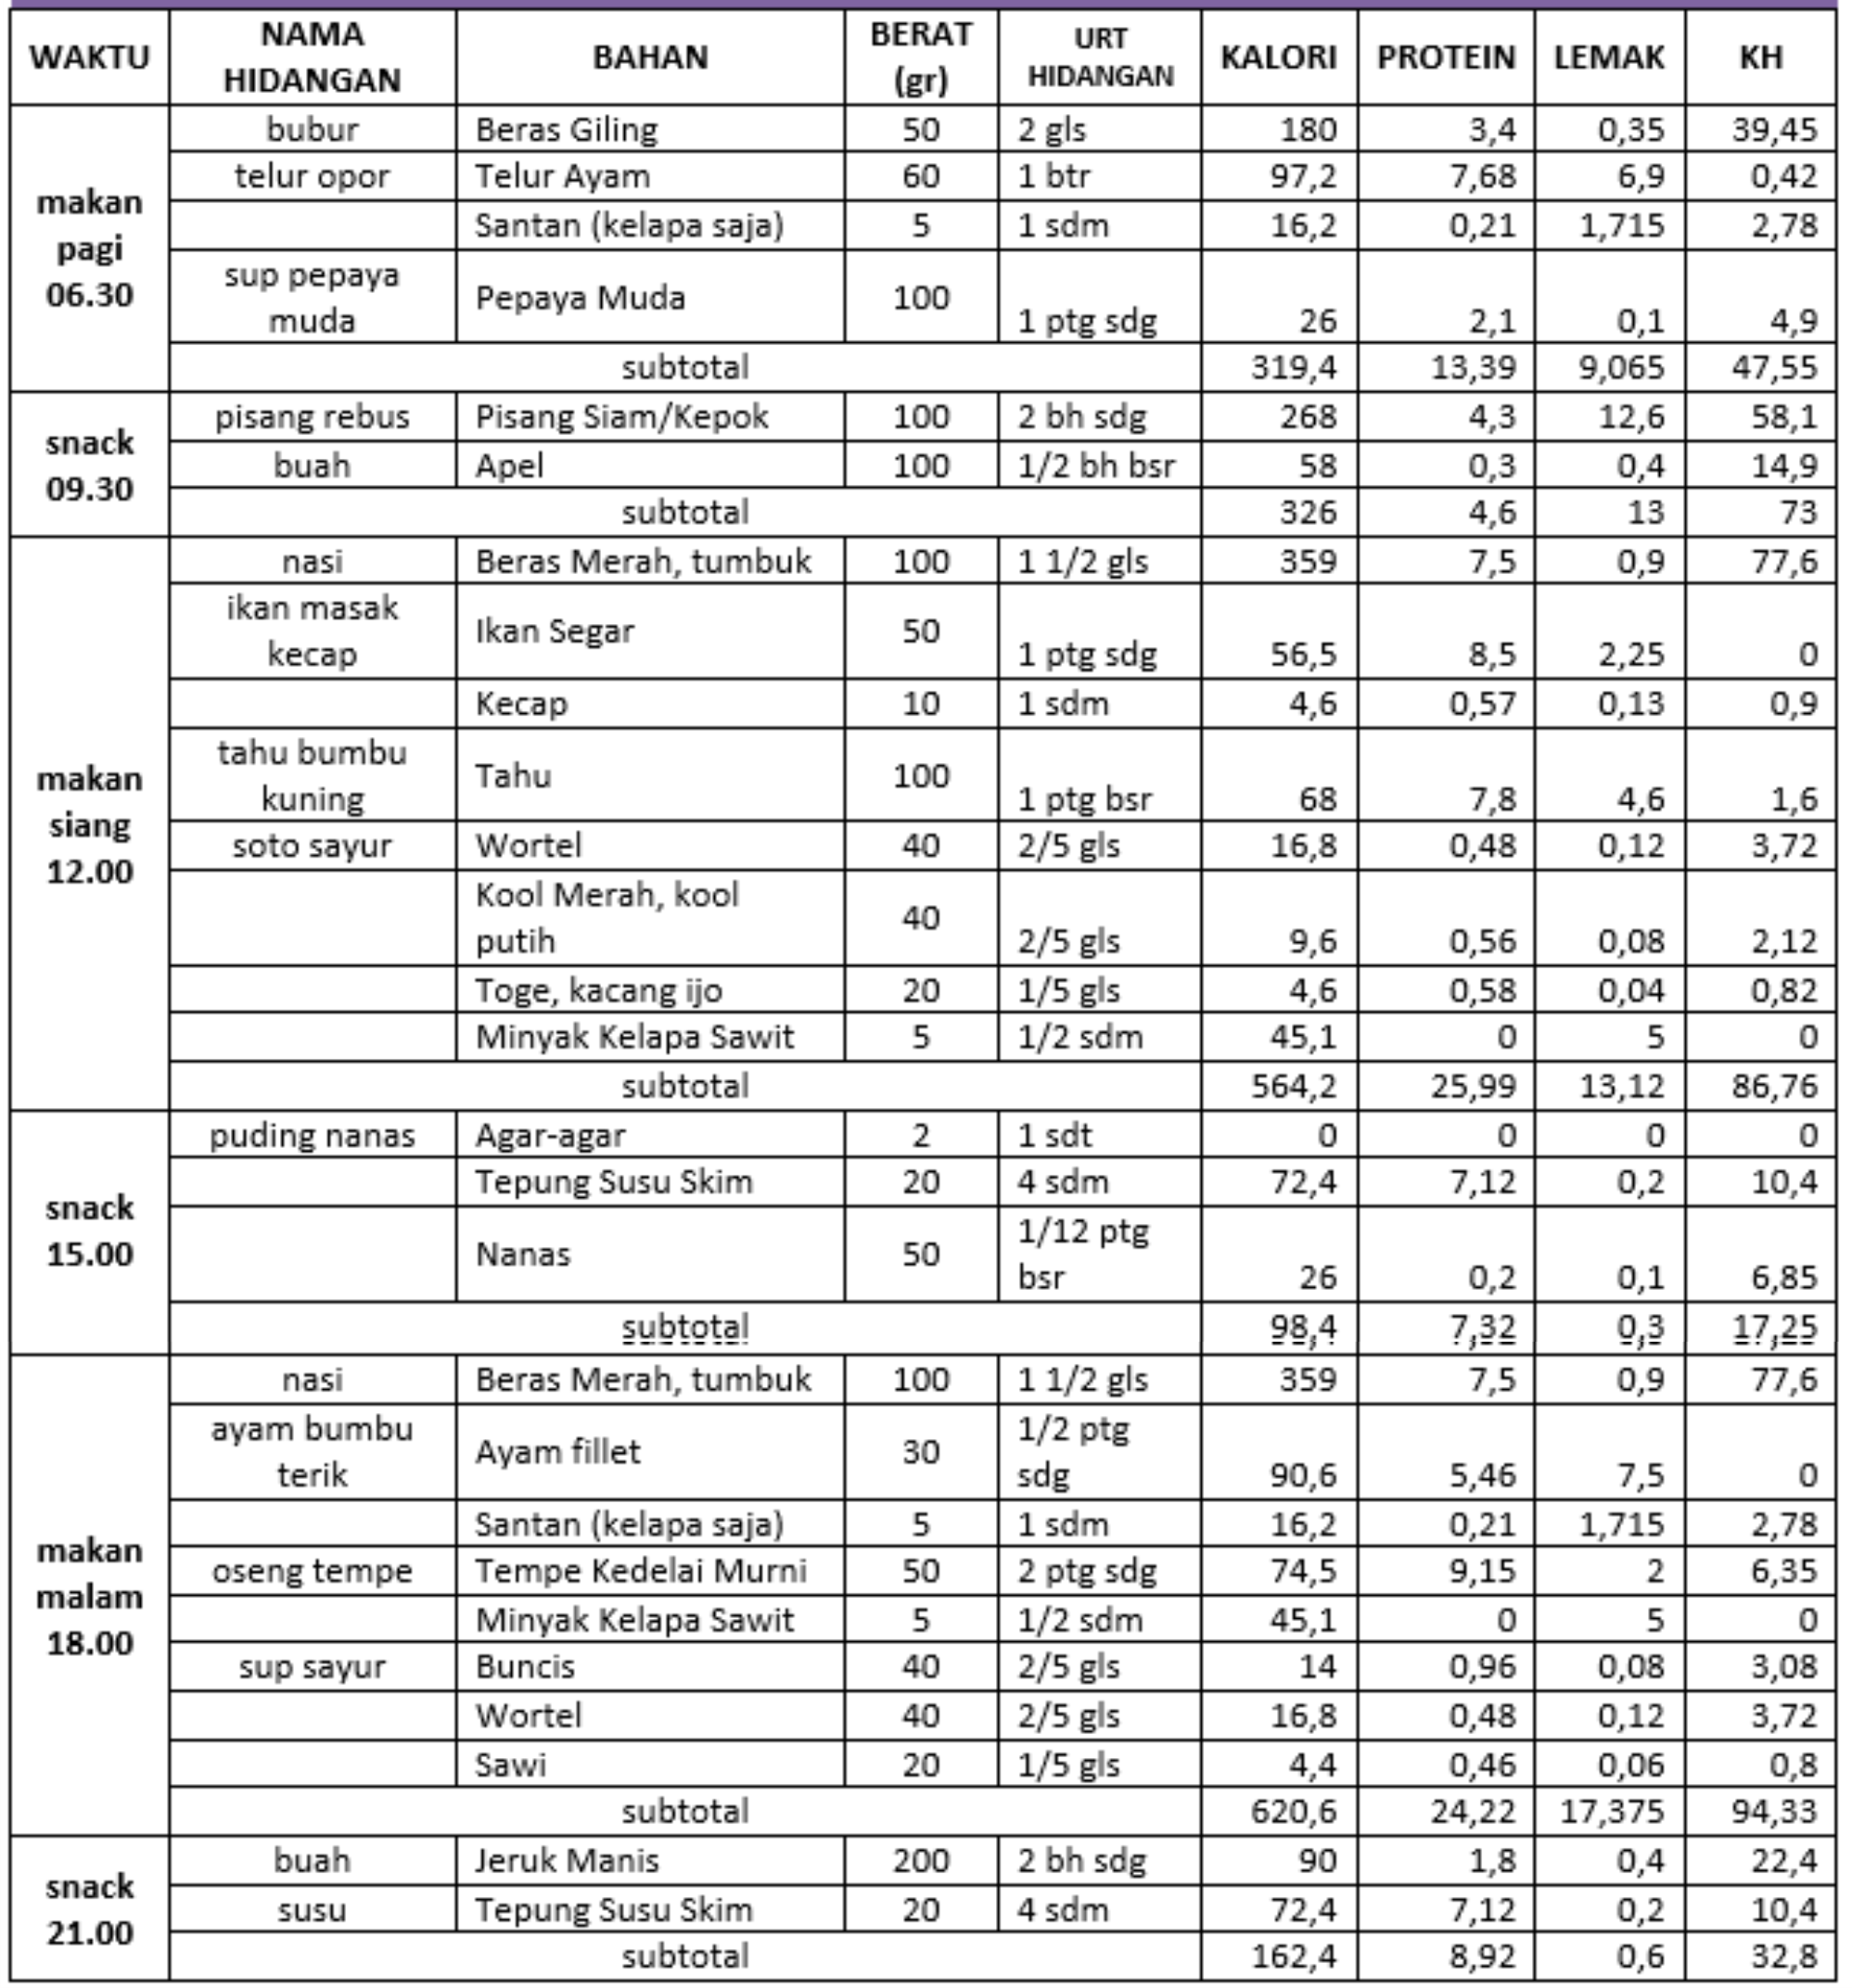 WAKTU NAMA HIDANGAN BAHAN BERAT (gr) URT HIDANGAN KALORI PROTEIN LEMAK KH
makan pagi 06.30
bubur Beras Giling 50 2 gls 180 3,4 0,35 39,45
telur opor Telur Ayam 60 1 btr 97,2 7,68 6,9 0,42
Santan (kelapa saja) 5 1 sdm 16,2 0,21 1,715 2,78
sup pepaya muda Pepaya Muda 100 1 ptg sdg 26 2,1 0,1 4,9
subtotal 319,4 13,39 9,065 47,55
snack 09.30
pisang rebus Pisang Siam/Kepok 100 2 bh sdg 268 4,3 12,6 58,1
buah Apel 100 1/2 bh bsr 58 0,3 0,4 14,9
subtotal 326 4,6 13 73
makan siang 12.00
nasi Beras Merah, tumbuk 100 1 1/2 gls 359 7,5 0,9 77,6
ikan masak kecap Ikan Segar 50 1 ptg sdg 56,5 8,5 2,25 0
Kecap 10 1 sdm 4,6 0,57 0,13 0,9
tahu bumbu kuning Tahu 100 1 ptg bsr 68 7,8 4,6 1,6
soto sayur Wortel 40 2/5 gls 16,8 0,48 0,12 3,72
Kool Merah, kool putih 40 2/5 gls 9,6 0,56 0,08 2,12
Toge, kacang ijo 20 1/5 gls 4,6 0,58 0,04 0,82
Minyak Kelapa Sawit 5 1/2 sdm 45,1 0 5 0
subtotal 564,2 25,99 13,12 86,76
snack 15.00
puding nanas Agar-agar 2 1 sdt 0 0 0 0
Tepung Susu Skim 20 4 sdm 72,4 7,12 0,2 10,4
Nanas 50 1/12 ptg bsr 26 0,2 0,1 6,85
subtotal 98,4 7,32 0,3 17,25
makan malam 18.00
nasi Beras Merah, tumbuk 100 1 1/2 gls 359 7,5 0,9 77,6
ayam bumbu terik Ayam fillet 30 1/2 ptg sdg 90,6 5,46 7,5 0
Santan (kelapa saja) 5 1 sdm 16,2 0,21 1,715 2,78
oseng tempe Tempe Kedelai Murni 50 2 ptg sdg 74,5 9,15 2 6,35
Minyak Kelapa Sawit 5 1/2 sdm 45,1 0 5 0
sup sayur Buncis 40 2/5 gls 14 0,96 0,08 3,08
Wortel 40 2/5 gls 16,8 0,48 0,12 3,72
Sawi 20 1/5 gls 4,4 0,46 0,06 0,8
subtotal 620,6 24,22 17,375 94,33
snack 21.00
buah Jeruk Manis 200 2 bh sdg 90 1,8 0,4 22,4
susu Tepung Susu Skim 20 4 sdm 72,4 7,12 0,2 10,4
subtotal 162,4 8,92 0,6 32,8